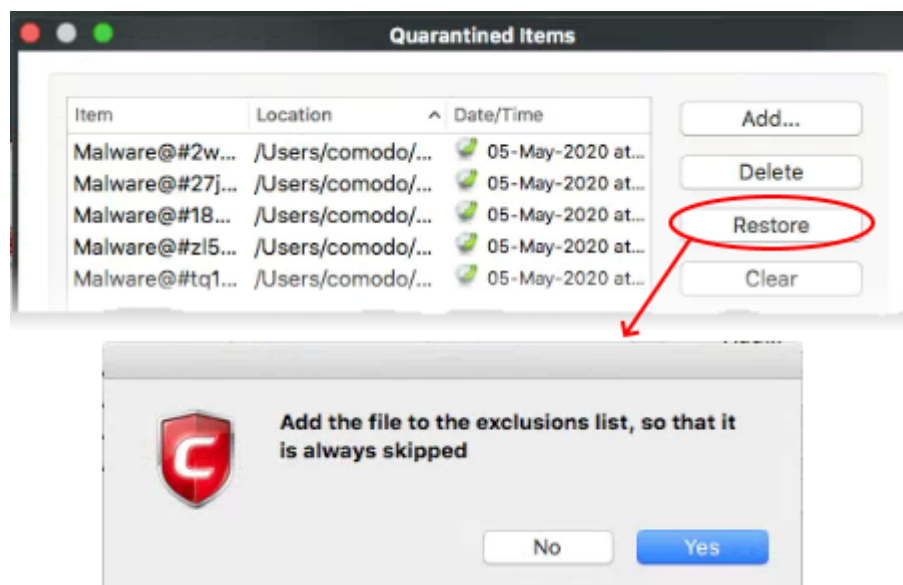 Quarantined Items
Item Location Date/Time
Add...
Malware@#2w... /Users/comodo/... 05-May-2020 at...
Malware@#27j... /Users/comodo/... 05-May-2020 at...
Delete
Malware@#18... /Users/comodo/... 05-May-2020 at...
Restore
Malware@#zl5... /Users/comodo/... 05-May-2020 at...
Malware@#tq1... /Users/comodo/... 05-May-2020 at...
Clear
C
Add the file to the exclusions list, so that it
is always skipped
No Yes